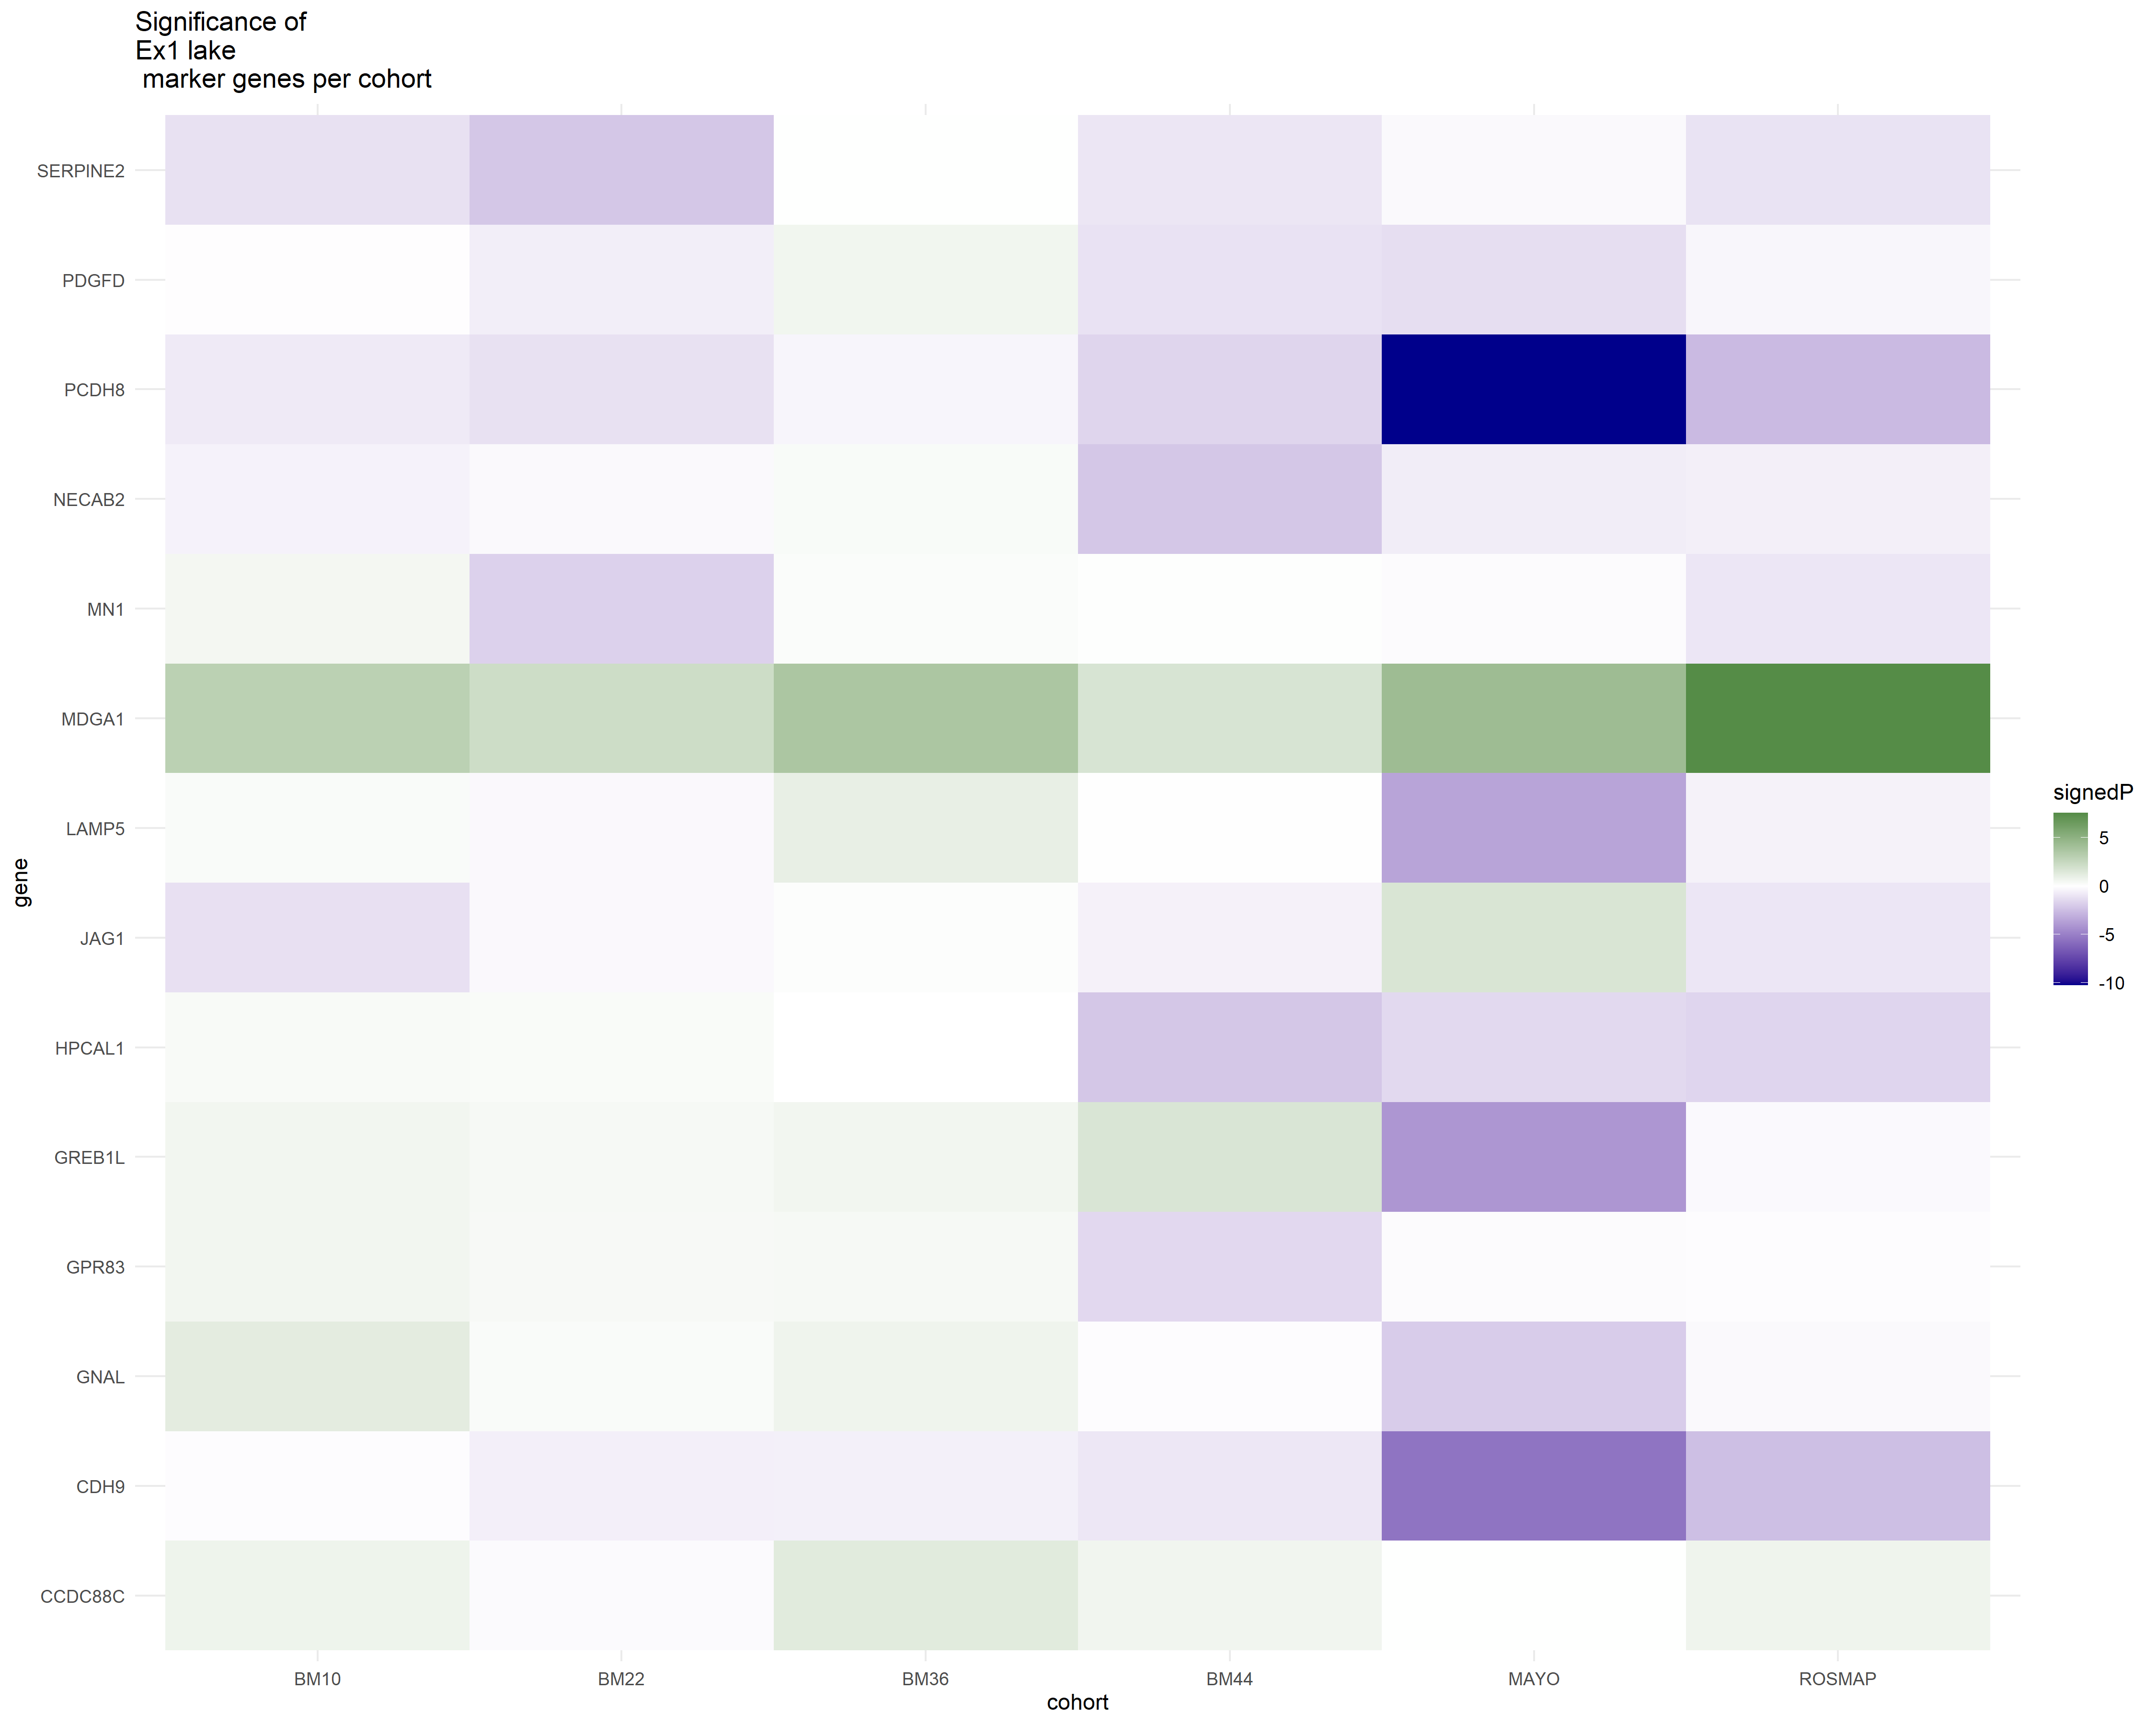 Significance of
Ex1 lake
marker genes per cohort
SERPINE2
PDGFD
PCDH8
NECAB2
MN1
MDGA1
LAMP5
JAG1
HPCAL1
GREB1L
GPR83
GNAL
CDH9
CCDC88C
gene
BM10 BM22 BM36 BM44 MAYO ROSMAP
cohort
signedP
5
0
-5
-10